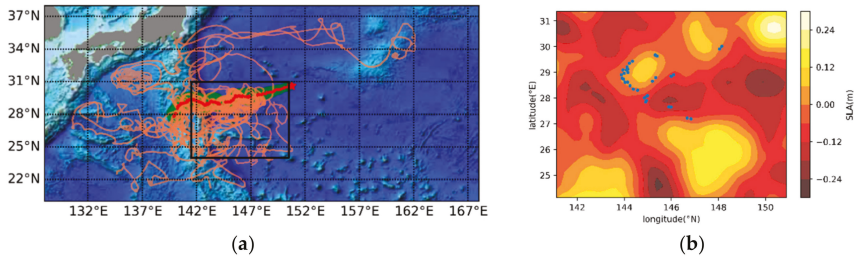 37°N
34°N
31°N
28°N
25°N
22°N
132°E 137°E 142°E 147°E 152°E 157°E 162°E 167°E
(a)
31
30
29
28
27
26
25
latitude(°E)
142 144 146 148 150
longitude(°N)
0.24
0.12
0.00
−0.12
−0.24
SLA(m)
(b)